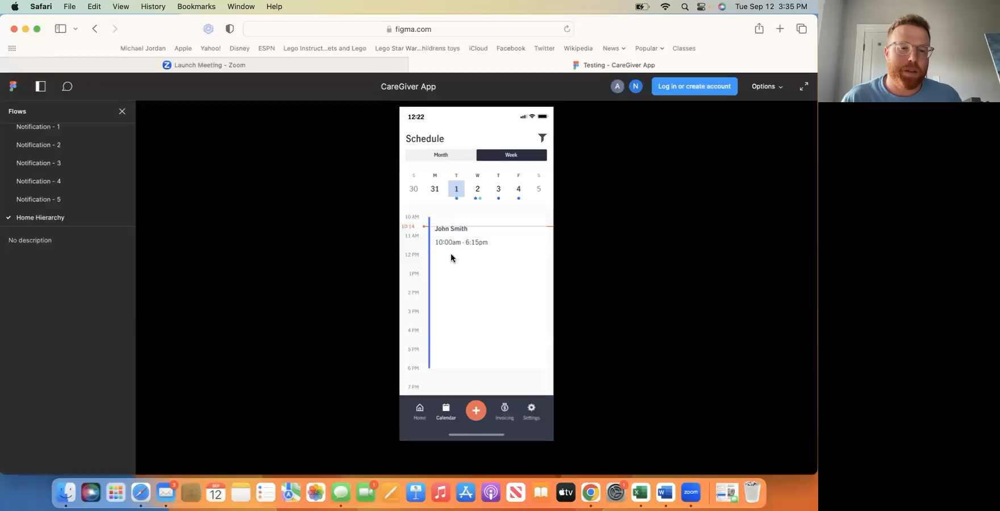 Safari File Edit View History Bookmarks Window Help Tue Sep 12 3:35 PM
figma.com
Michael Jordan Apple Yahoo! Disney ESPN Lego Instruct...ets and Lego Lego Star War...hildrens toys iCloud Facebook Twitter Wikipedia News Popular Classes
Launch Meeting - Zoom Testing - CareGiver App
CareGiver App A N Log in or create account Options
Flows
Notification - 1
Notification - 2
Notification - 3
Notification - 4
Notification - 5
Home Hierarchy
No description
12:22
Schedule
Month Week
S M T W T F S
30 31 1 2 3 4 5
10 AM
10:14
John Smith
11 AM
10:00am - 6:15pm
12 PM
1PM
2 PM
3 PM
4 PM
5 PM
6 PM
7 PM
Home Calendar Invoicing Settings
3
SEP
12
1
tv
1
zoom